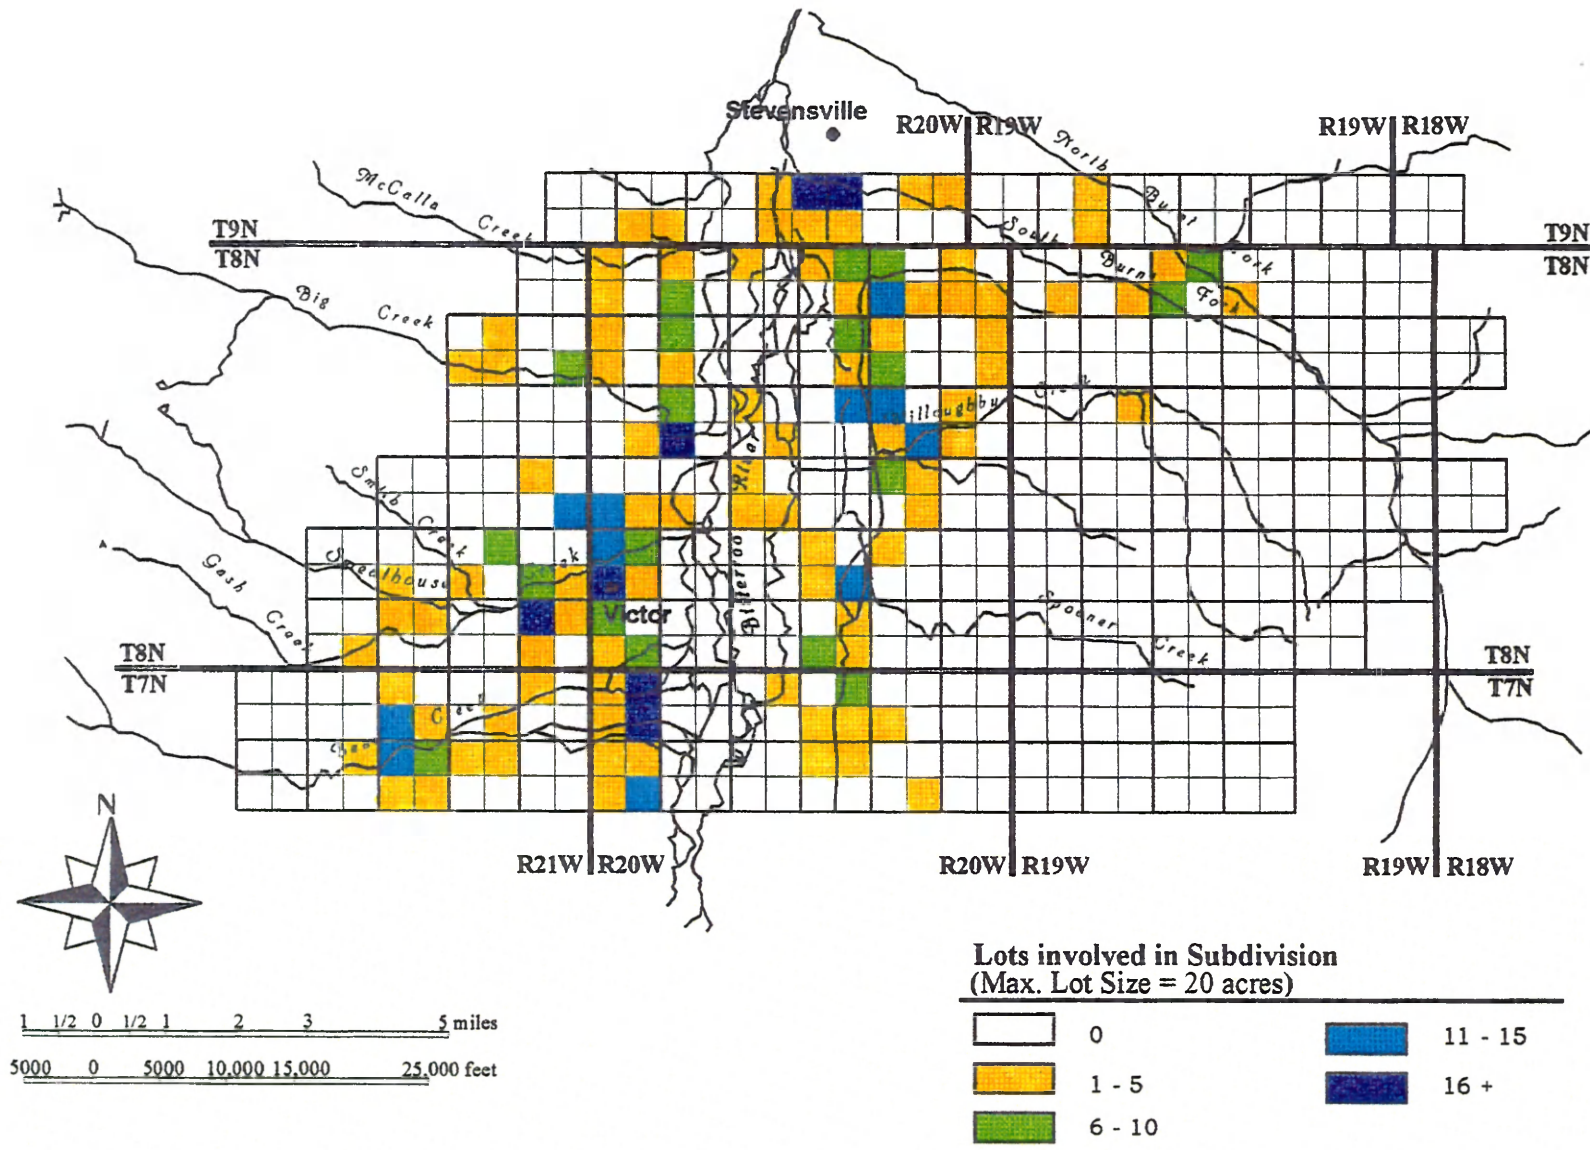 Stevensville
R20W R19W
R19W R18W
North
Burnt
Fork
McCalla
Creek
South
Burnt
Fork
T9N
T8N
T9N
T8N
Big
Creek
Willoughby
Creek
River
Smith
Creek
Smoothouse
Gash
Creek
Bitterroot
Victor
Spooner
Creek
T8N
T7N
T8N
T7N
Creek
N
R21W R20W
R20W R19W
R19W R18W
1 1/2 0 1/2 1 2 3 5 miles
5000 0 5000 10,000 15,000 25,000 feet
Lots involved in Subdivision
(Max. Lot Size = 20 acres)
0
1 - 5
6 - 10
11 - 15
16 +